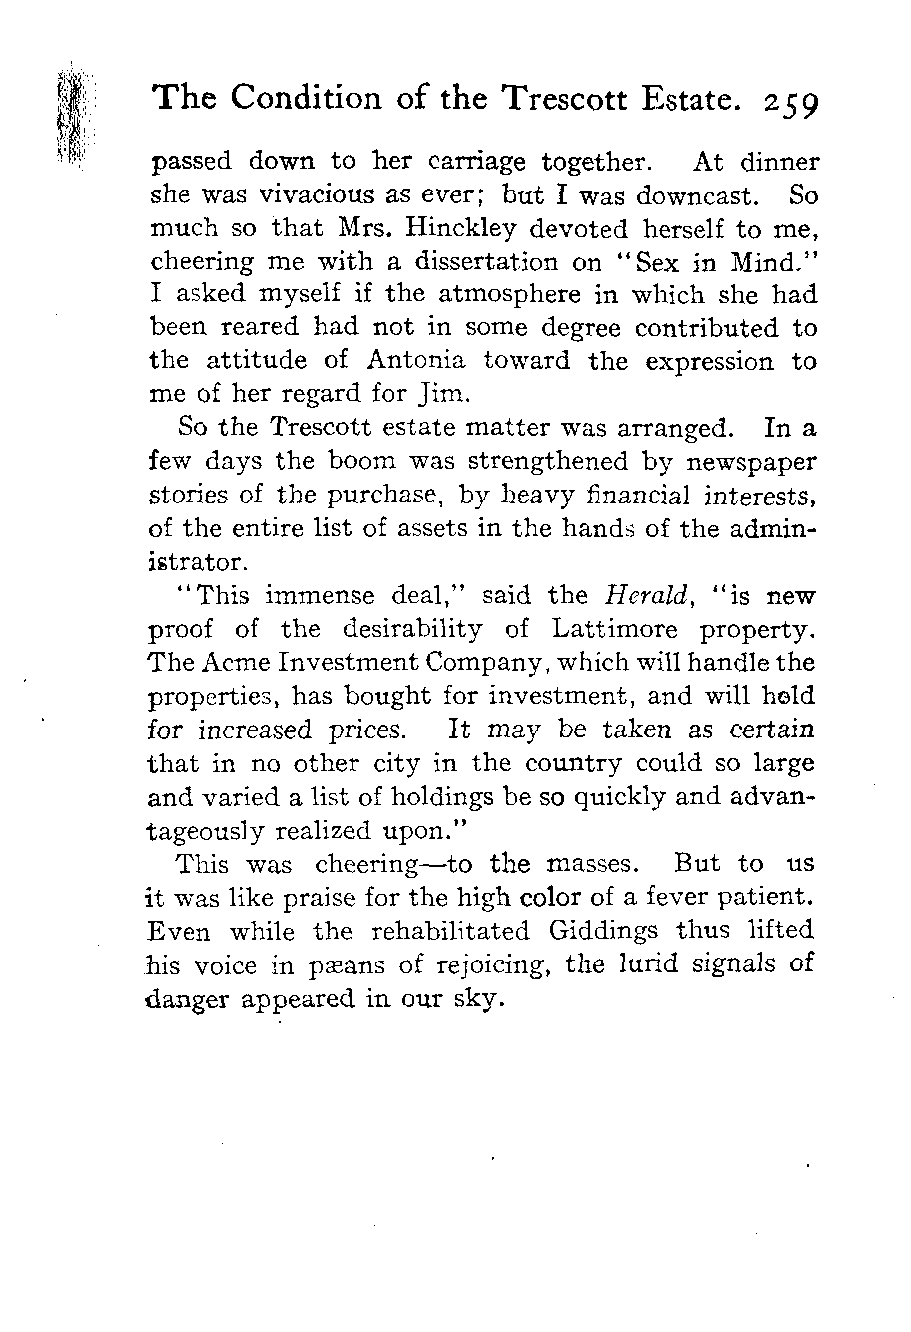 The Condition of the Trescott Estate. 259
passed down to her carriage together. At dinner
she was vivacious as ever; but I was downcast. So
much so that Mrs. Hinckley devoted herself to me,
cheering me with a dissertation on "Sex in Mind."
I asked myself if the atmosphere in which she had
been reared had not in some degree contributed to
the attitude of Antonia toward the expression to
me of her regard for Jim.
So the Trescott estate matter was arranged. In a
few days the boom was strengthened by newspaper
stories of the purchase, by heavy financial interests,
of the entire list of assets in the hands of the admin-
istrator.
"This immense deal," said the Herald, "is new
proof of the desirability of Lattimore property.
The Acme Investment Company, which will handle the
properties, has bought for investment, and will hold
for increased prices. It may be taken as certain
that in no other city in the country could so large
and varied a list of holdings be so quickly and advan-
tageously realized upon."
This was cheering—to the masses. But to us
it was like praise for the high color of a fever patient.
Even while the rehabilitated Giddings thus lifted
his voice in pæans of rejoicing, the lurid signals of
danger appeared in our sky.